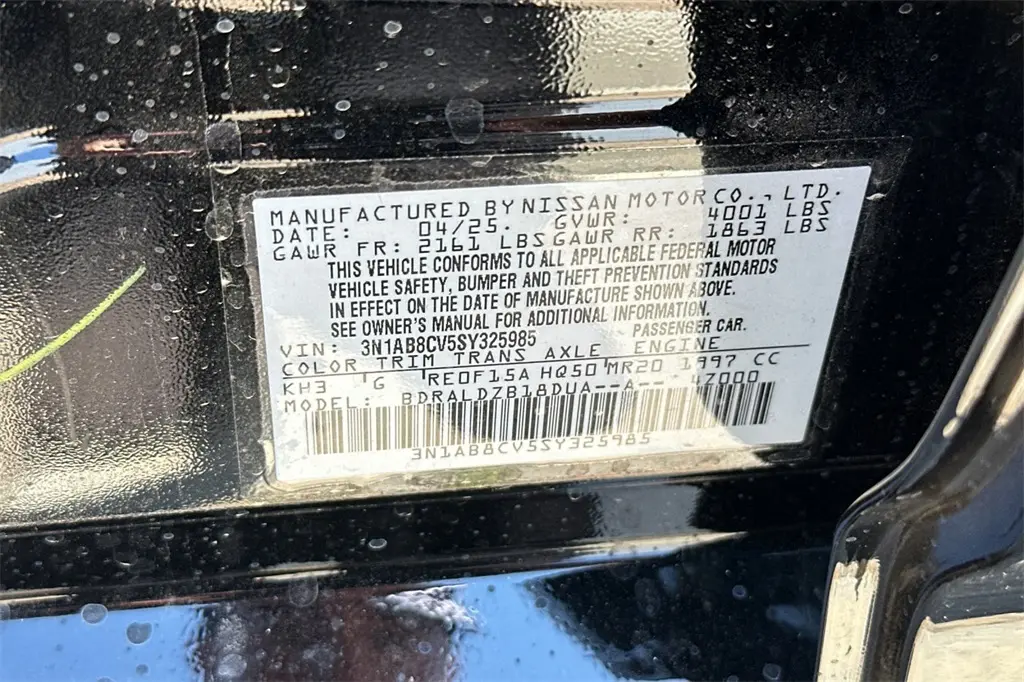 MANUFACTURED BY NISSAN MOTOR CO., LTD.
DATE: 04/25. GVWR: 4001 LBS
GAWR FR: 2161 LBS GAWR RR: 1863 LBS
THIS VEHICLE CONFORMS TO ALL APPLICABLE FEDERAL MOTOR
VEHICLE SAFETY, BUMPER AND THEFT PREVENTION STANDARDS
IN EFFECT ON THE DATE OF MANUFACTURE SHOWN ABOVE.
SEE OWNER'S MANUAL FOR ADDITIONAL INFORMATION.
VIN: 3N1AB8CV5SY325985 PASSENGER CAR.
COLOR TRIM TRANS AXLE ENGINE
KH3 G RE0F15A HQ50 MR20 1997 CC
MODEL: BDRALDZB18DUA--A-- 47000
3N1AB8CV5SY325985